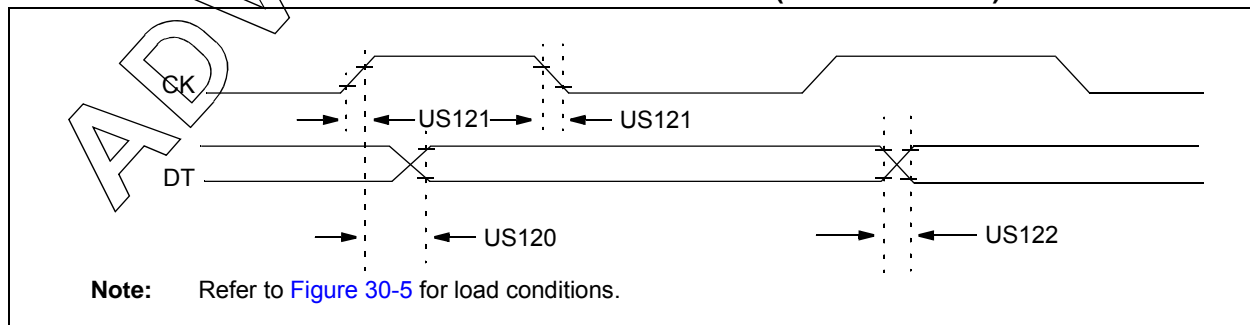 ADV
CK
US121 US121
DT
US120 US122
Note: Refer to Figure 30-5 for load conditions.